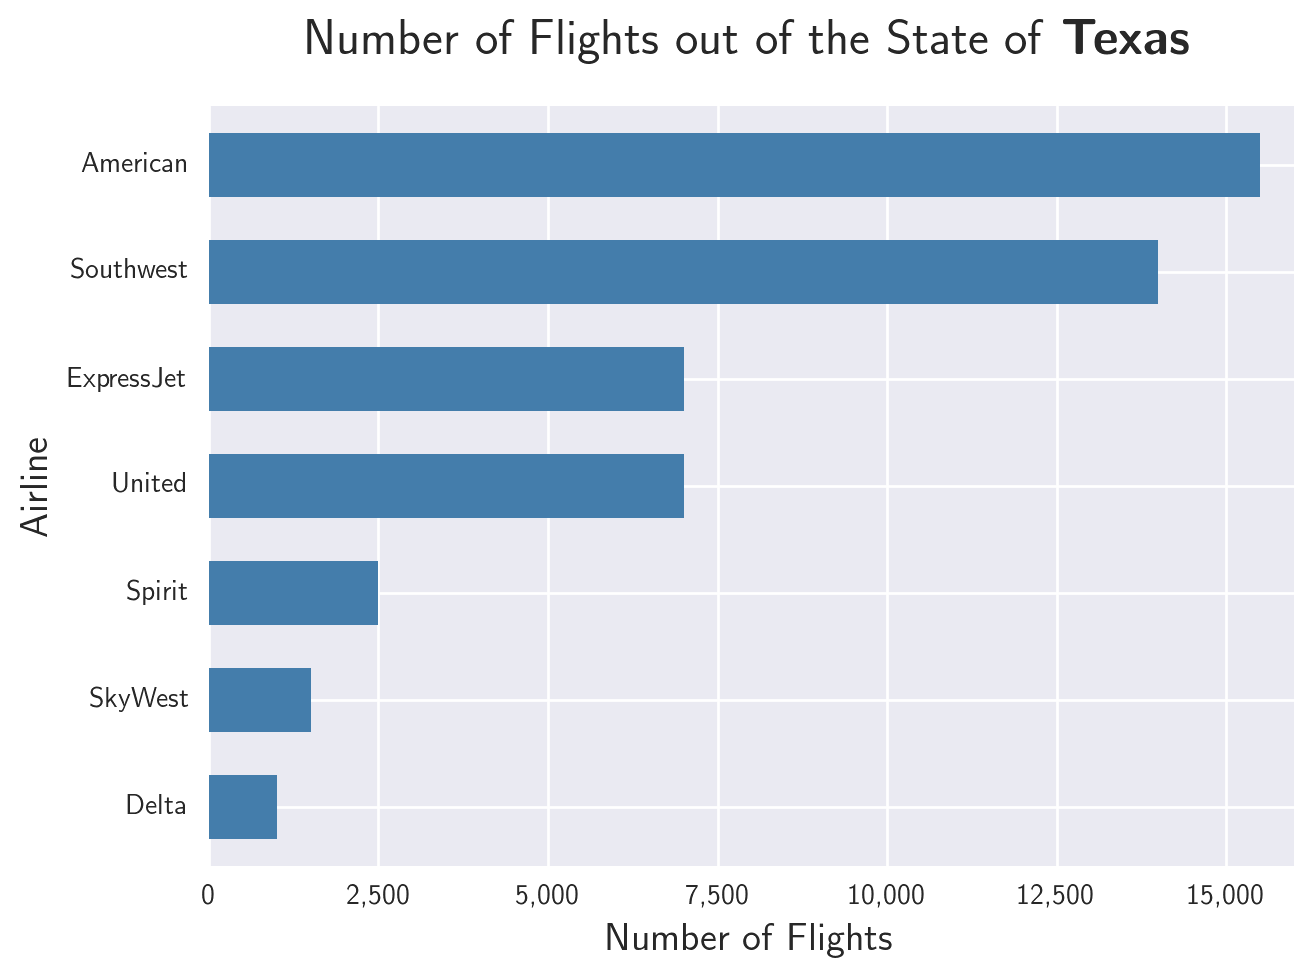 Number of Flights out of the State of Texas
American
Southwest
ExpressJet
United
Spirit
SkyWest
Delta
Airline
0 2,500 5,000 7,500 10,000 12,500 15,000
Number of Flights